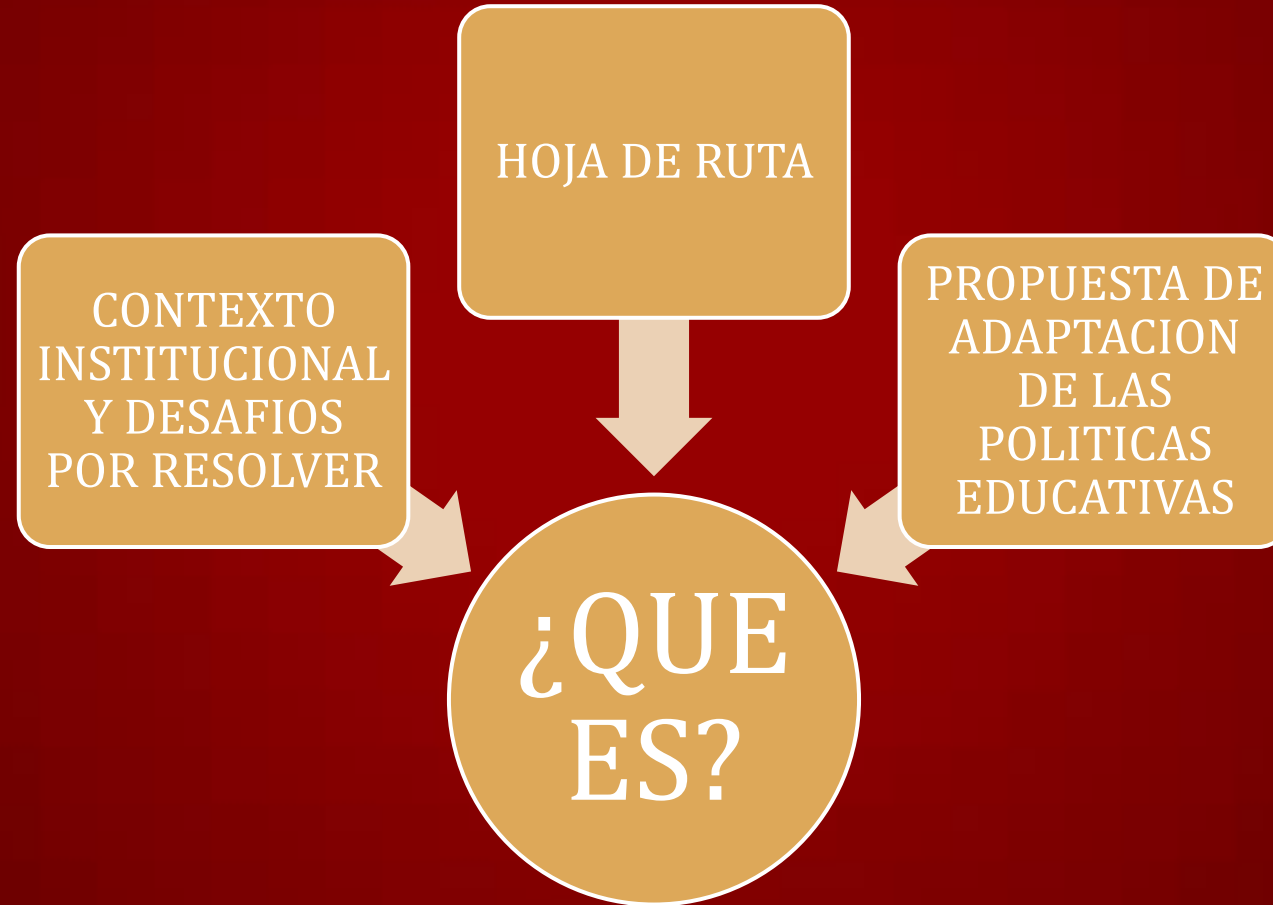 HOJA DE RUTA
CONTEXTO
INSTITUCIONAL
Y DESAFIOS
POR RESOLVER
PROPUESTA DE
ADAPTACION
DE LAS
POLITICAS
EDUCATIVAS
¿QUE
ES?